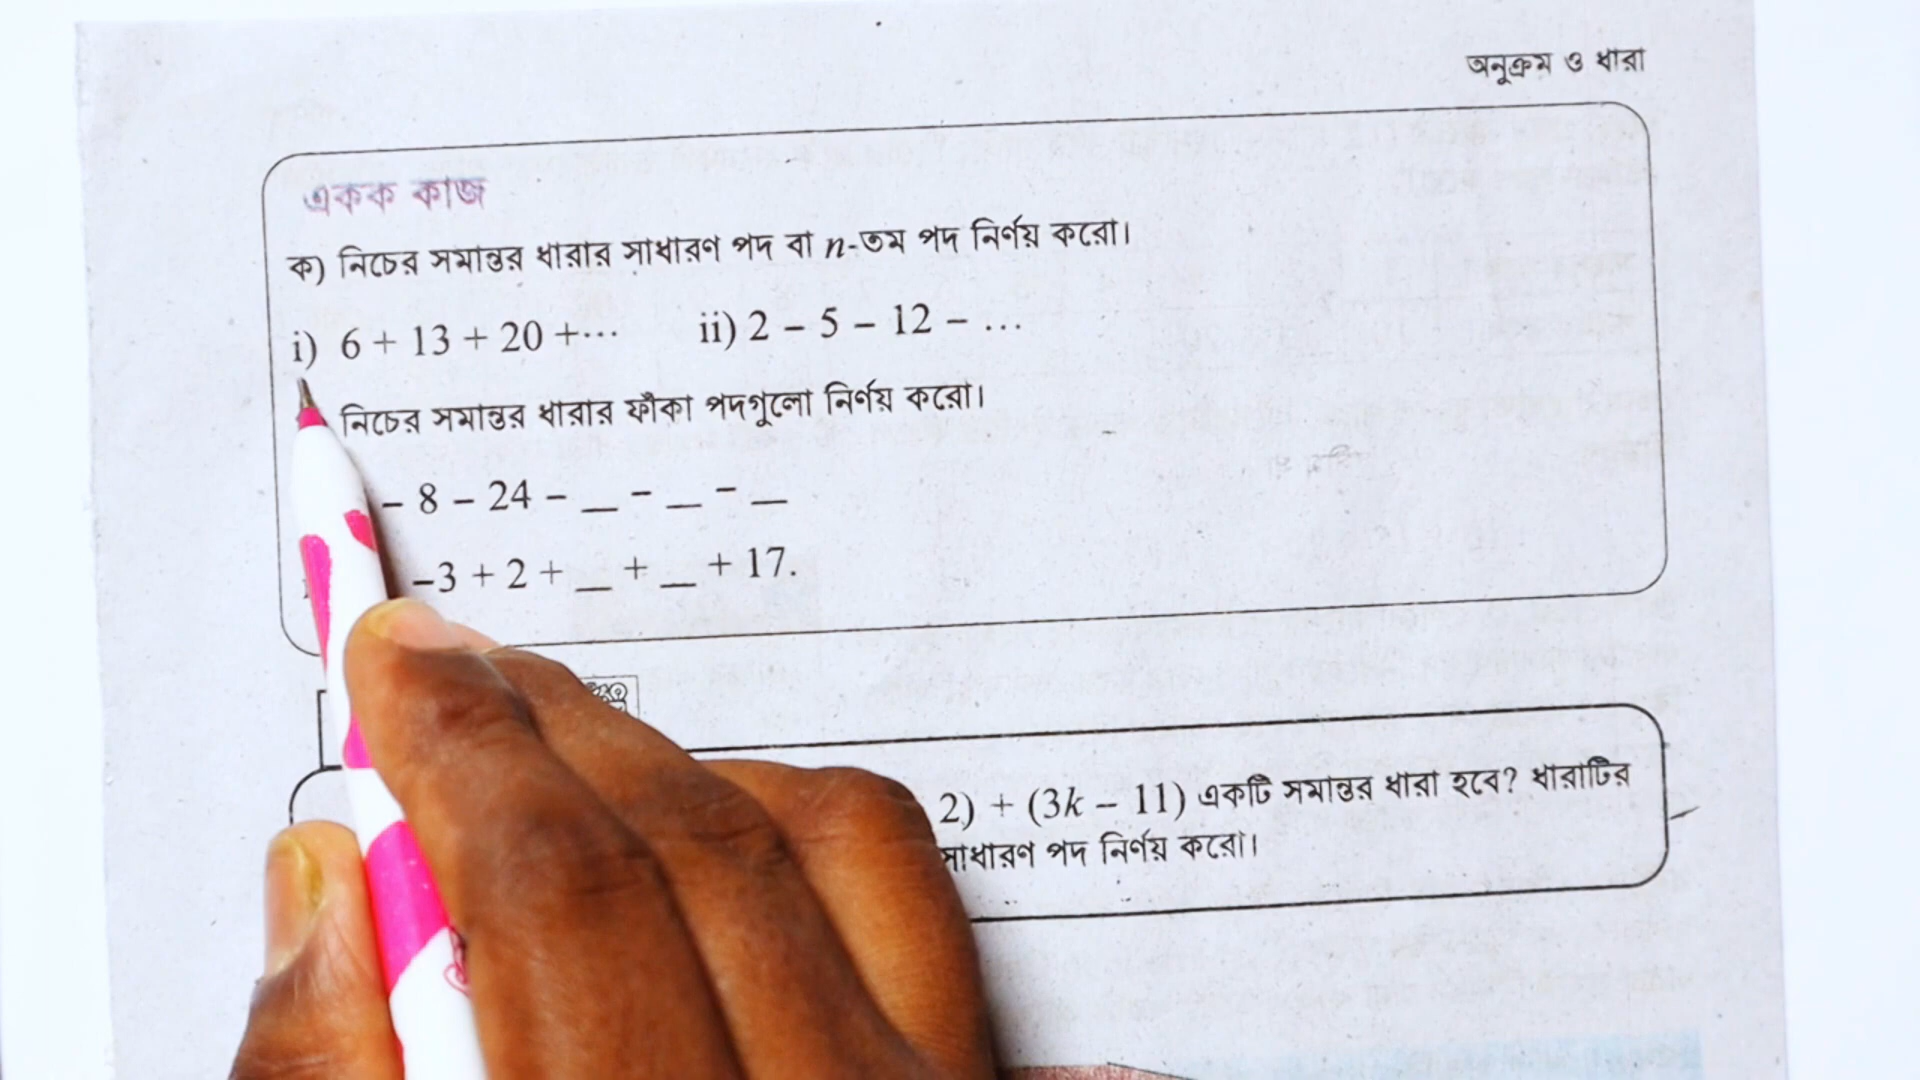 অনুক্রম ও ধারা
একক কাজ
ক) নিচের সমান্তর ধারার সাধারণ পদ বা n-তম পদ নির্ণয় করো।
i) 6 + 13 + 20 +⋯ ii) 2 – 5 – 12 – …
নিচের সমান্তর ধারার ফাঁকা পদগুলো নির্ণয় করো।
– 8 – 24 – __ – __ – __
–3 + 2 + __ + __ + 17.
2) + (3k – 11) একটি সমান্তর ধারা হবে? ধারাটির
সাধারণ পদ নির্ণয় করো।